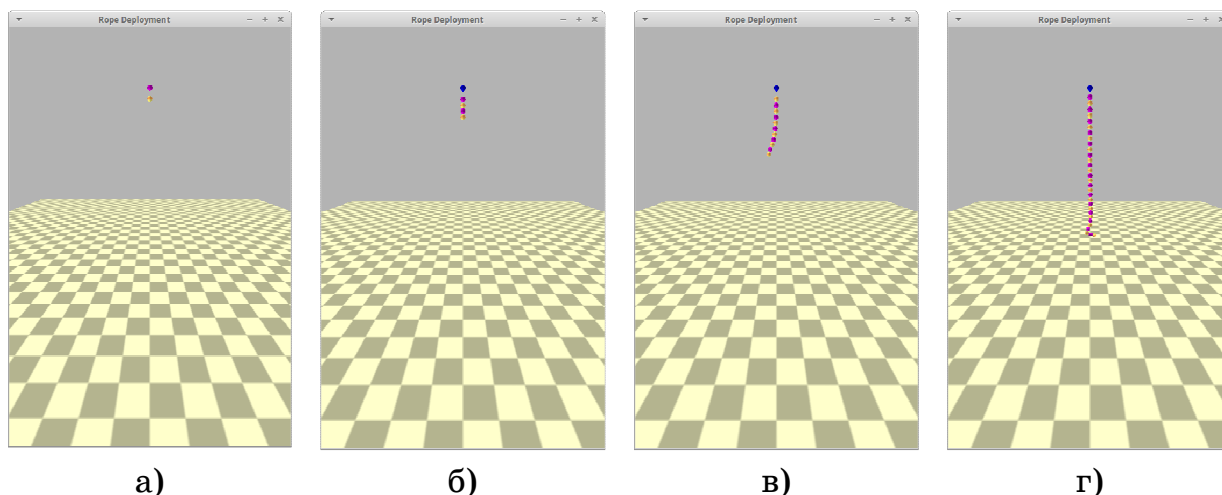 Rope Deployment
Rope Deployment
Rope Deployment
Rope Deployment
а)
б)
в)
г)